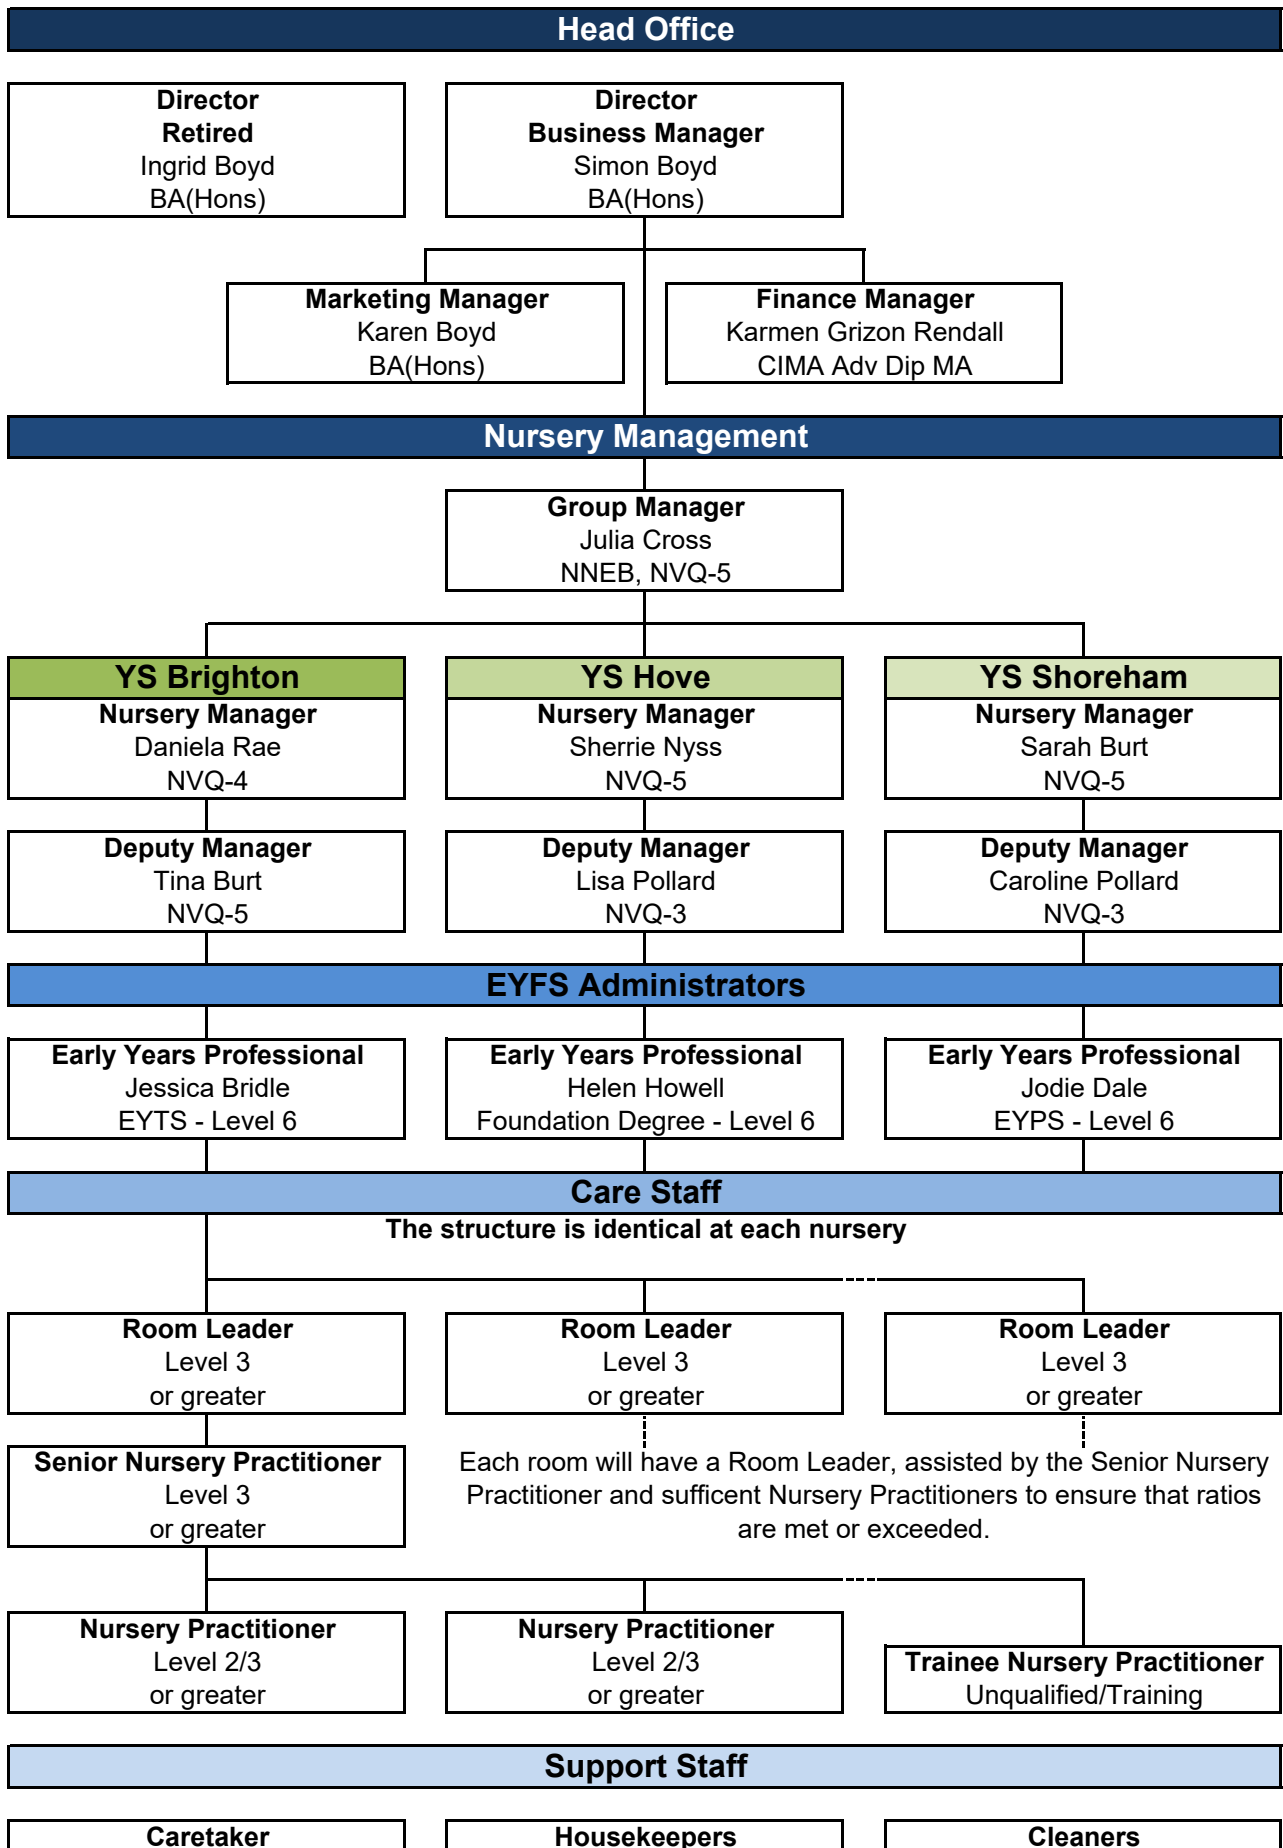 Head Office
Director
Retired
Ingrid Boyd
BA(Hons)
Director
Business Manager
Simon Boyd
BA(Hons)
Marketing Manager
Karen Boyd
BA(Hons)
Finance Manager
Karmen Grizon Rendall
CIMA Adv Dip MA
Nursery Management
Group Manager
Julia Cross
NNEB, NVQ-5
YS Brighton
Nursery Manager
Daniela Rae
NVQ-4
YS Hove
Nursery Manager
Sherrie Nyss
NVQ-5
YS Shoreham
Nursery Manager
Sarah Burt
NVQ-5
Deputy Manager
Tina Burt
NVQ-5
Deputy Manager
Lisa Pollard
NVQ-3
Deputy Manager
Caroline Pollard
NVQ-3
EYFS Administrators
Early Years Professional
Jessica Bridle
EYTS - Level 6
Early Years Professional
Helen Howell
Foundation Degree - Level 6
Early Years Professional
Jodie Dale
EYPS - Level 6
Care Staff
The structure is identical at each nursery
Room Leader
Level 3
or greater
Room Leader
Level 3
or greater
Room Leader
Level 3
or greater
Senior Nursery Practitioner
Level 3
or greater
Each room will have a Room Leader, assisted by the Senior Nursery
Practitioner and sufficent Nursery Practitioners to ensure that ratios
are met or exceeded.
Nursery Practitioner
Level 2/3
or greater
Nursery Practitioner
Level 2/3
or greater
Trainee Nursery Practitioner
Unqualified/Training
Support Staff
Caretaker
Housekeepers
Cleaners